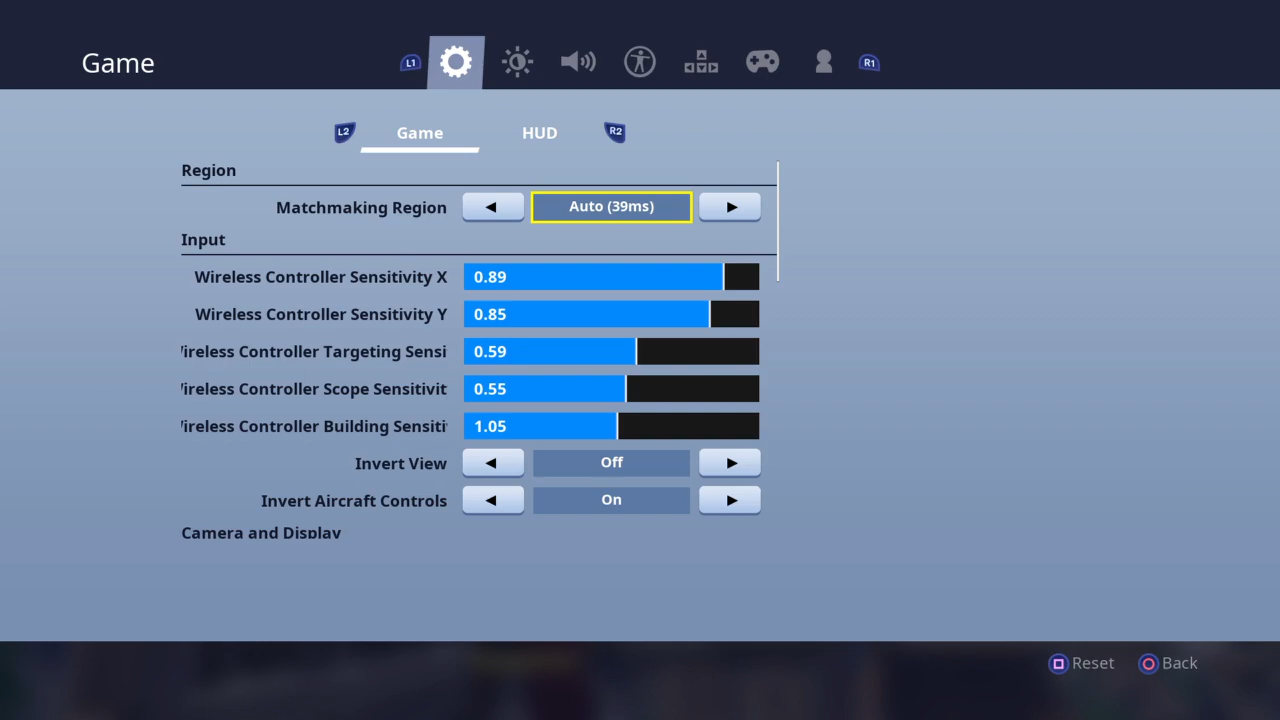 Game
L1
R1
L2
Game
HUD
R2
Region
Matchmaking Region
Auto (39ms)
Input
Wireless Controller Sensitivity X
0.89
Wireless Controller Sensitivity Y
0.85
ireless Controller Targeting Sensi
0.59
ireless Controller Scope Sensitivit
0.55
ireless Controller Building Sensiti
1.05
Invert View
Off
Invert Aircraft Controls
On
Camera and Display
Reset
Back